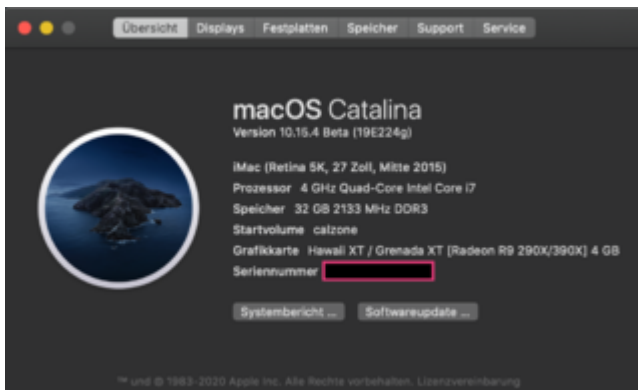 Übersicht Displays Festplatten Speicher Support Service
macOS Catalina
Version 10.15.4 Beta (19E224g)
iMac (Retina 5K, 27 Zoll, Mitte 2015)
Prozessor 4 GHz Quad-Core Intel Core i7
Speicher 32 GB 2133 MHz DDR3
Startvolume calzone
Grafikkarte Hawaii XT / Grenada XT [Radeon R9 290X/390X] 4 GB
Seriennummer
Systembericht ... Softwareupdate ...
™ und © 1983-2020 Apple Inc. Alle Rechte vorbehalten. Lizenzvereinbarung